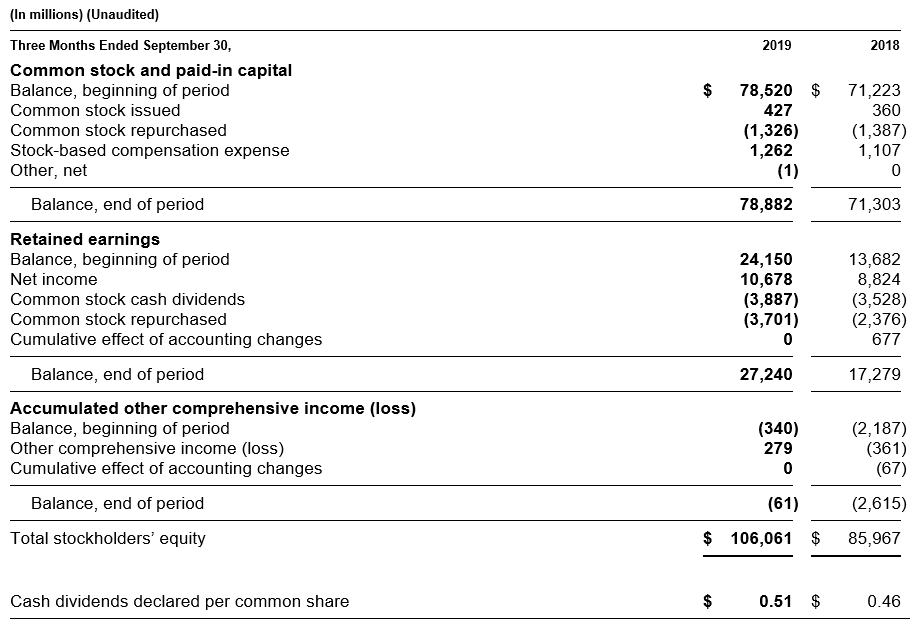 (In millions) (Unaudited)
Three Months Ended September 30, 2019 2018
Common stock and paid-in capital
Balance, beginning of period $ 78,520 $ 71,223
Common stock issued 427 360
Common stock repurchased (1,326) (1,387)
Stock-based compensation expense 1,262 1,107
Other, net (1) 0
Balance, end of period 78,882 71,303
Retained earnings
Balance, beginning of period 24,150 13,682
Net income 10,678 8,824
Common stock cash dividends (3,887) (3,528)
Common stock repurchased (3,701) (2,376)
Cumulative effect of accounting changes 0 677
Balance, end of period 27,240 17,279
Accumulated other comprehensive income (loss)
Balance, beginning of period (340) (2,187)
Other comprehensive income (loss) 279 (361)
Cumulative effect of accounting changes 0 (67)
Balance, end of period (61) (2,615)
Total stockholders’ equity $ 106,061 $ 85,967
Cash dividends declared per common share $ 0.51 $ 0.46